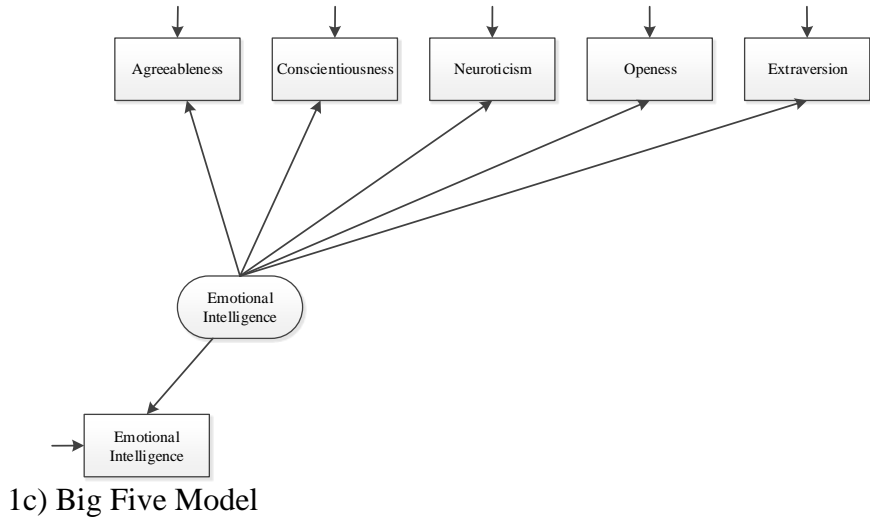 Agreeableness
Conscientiousness
Neuroticism
Openess
Extraversion
Emotional
Intelligence
Emotional
Intelligence
1c) Big Five Model